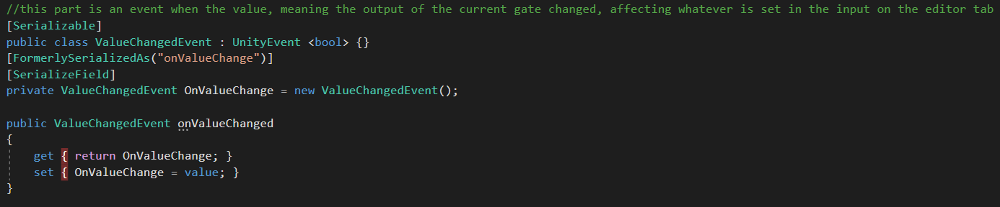 //this part is an event when the value, meaning the output of the current gate changed, affecting whatever is set in the input on the editor tab
[Serializable]
public class ValueChangedEvent : UnityEvent <bool> {}
[FormerlySerializedAs("onValueChange")]
[SerializeField]
private ValueChangedEvent OnValueChange = new ValueChangedEvent();

public ValueChangedEvent onValueChanged
{
    get { return OnValueChange; }
    set { OnValueChange = value; }
}